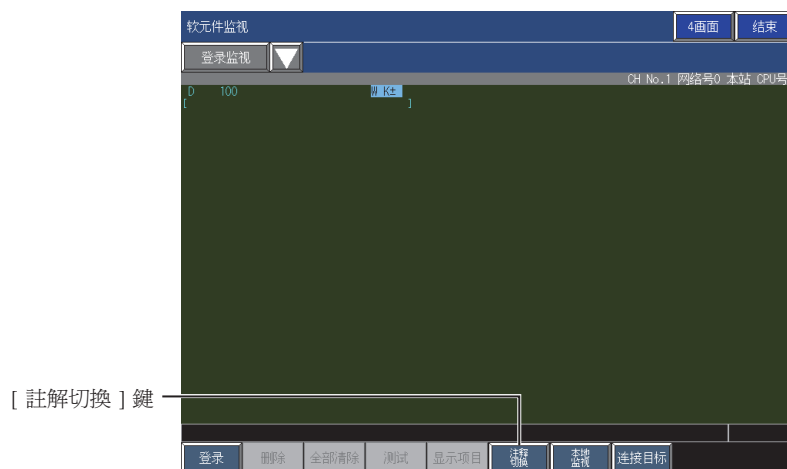 软元件监视 4画面 结束
登录监视
CH No.1 网络号0 本站 CPU号
D 100 W K±
[ ]
[ 註解切換 ] 鍵
登录 删除 全部清除 测试 显示项目 注释切换 本地监视 连接目标